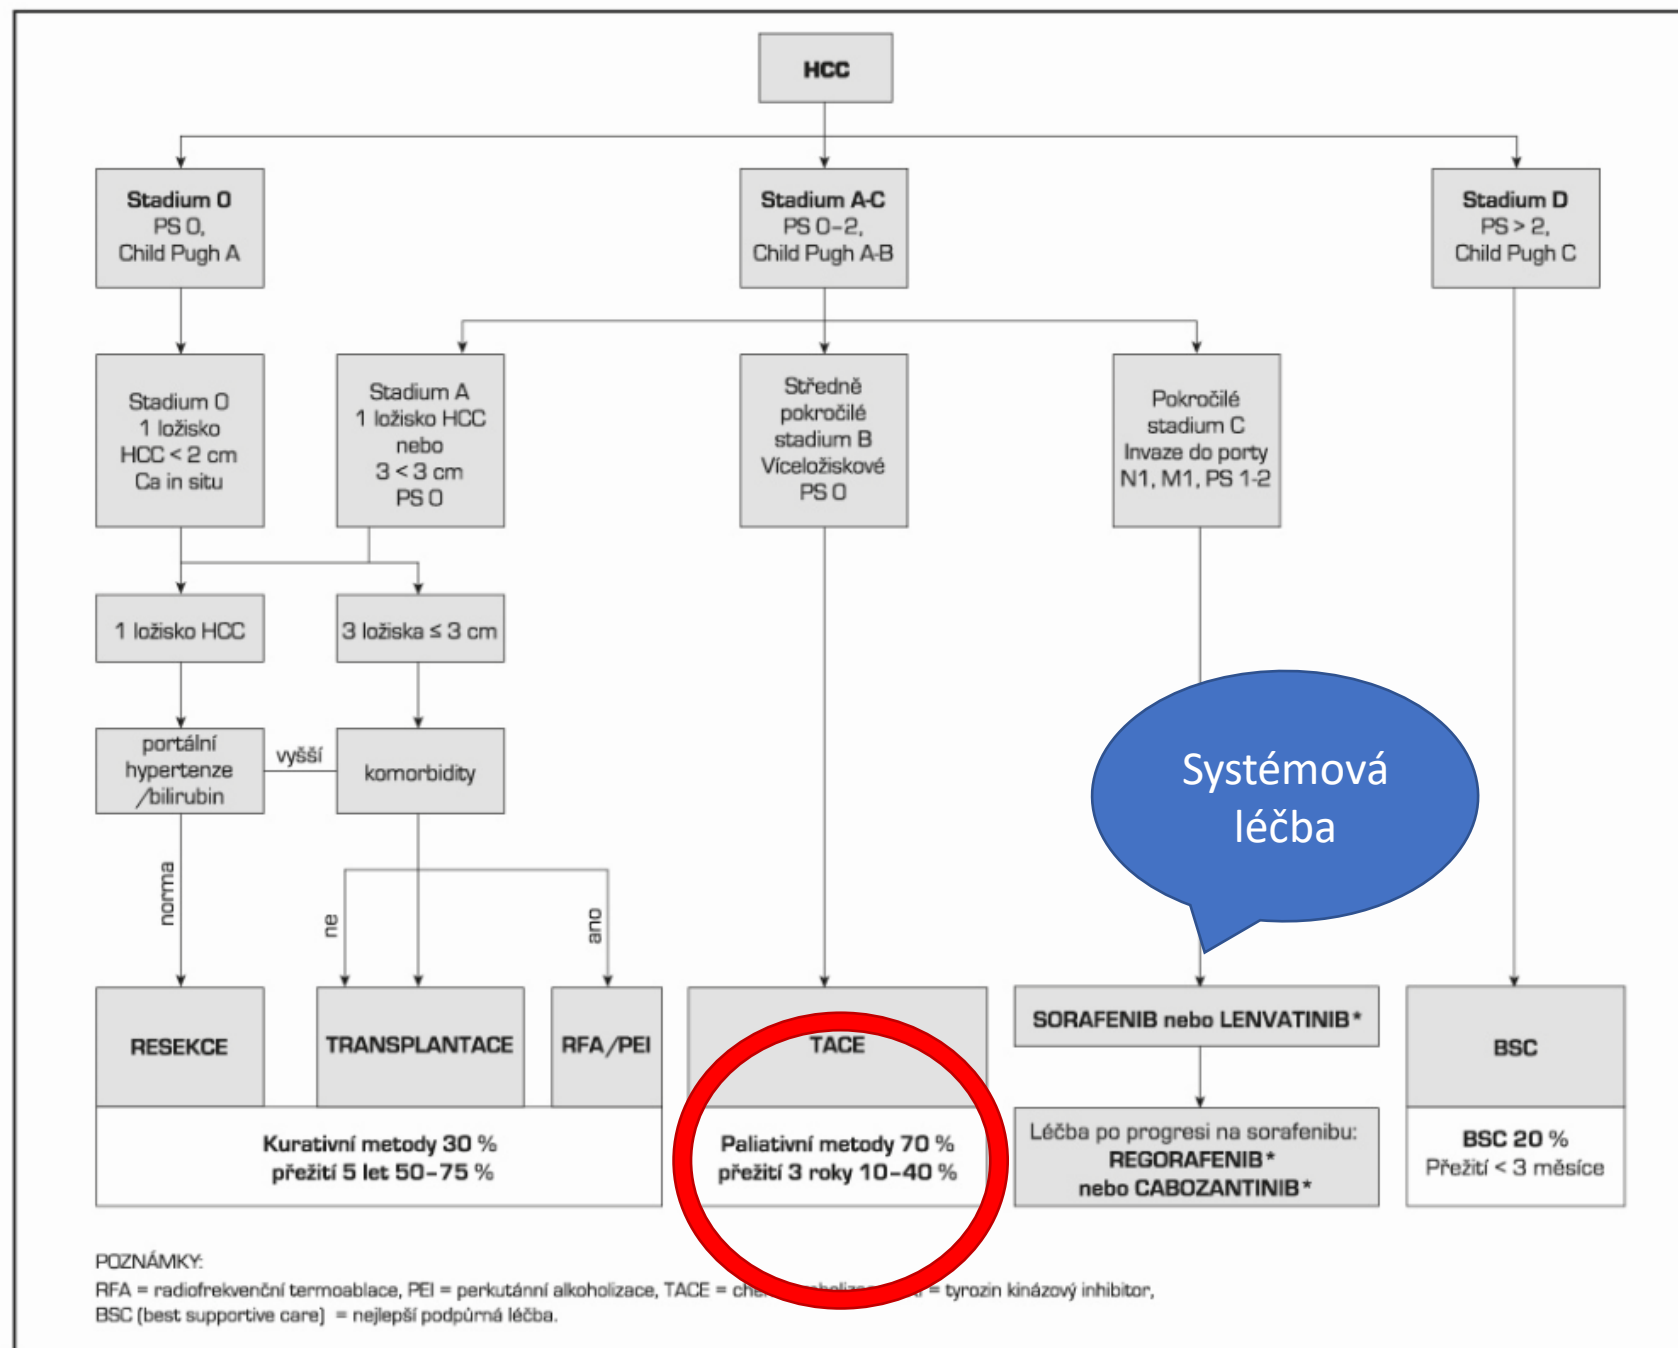 HCC
Stadium 0
PS 0,
Child Pugh A
Stadium A-C
PS 0-2,
Child Pugh A-B
Stadium D
PS > 2,
Child Pugh C
Stadium 0
1 ložisko
HCC < 2 cm
Ca in situ
Stadium A
1 ložisko HCC
nebo
3 < 3 cm
PS 0
Středně
pokročilé
stadium B
Víceložiskové
PS 0
Pokročilé
stadium C
Invaze do porty
N1, M1, PS 1-2
1 ložisko HCC
3 ložiska ≤ 3 cm
portální
hypertenze
/bilirubin
vyšší
komorbidity
Systémová
léčba
norma
ne
ano
RESEKCE
TRANSPLANTACE
RFA/PEI
TACE
SORAFENIB nebo LENVATINIB*
BSC
Kurativní metody 30 %
přežití 5 let 50–75 %
Paliativní metody 70 %
přežití 3 roky 10–40 %
Léčba po progresi na sorafenibu:
REGORAFENIB*
nebo CABOZANTINIB*
BSC 20 %
Přežití < 3 měsíce
POZNÁMKY:
RFA = radiofrekvenční termoablace, PEI = perkutánní alkoholizace, TACE = = tyrozin kinázový inhibitor,
BSC (best supportive care) = nejlepší podpůrná léčba.